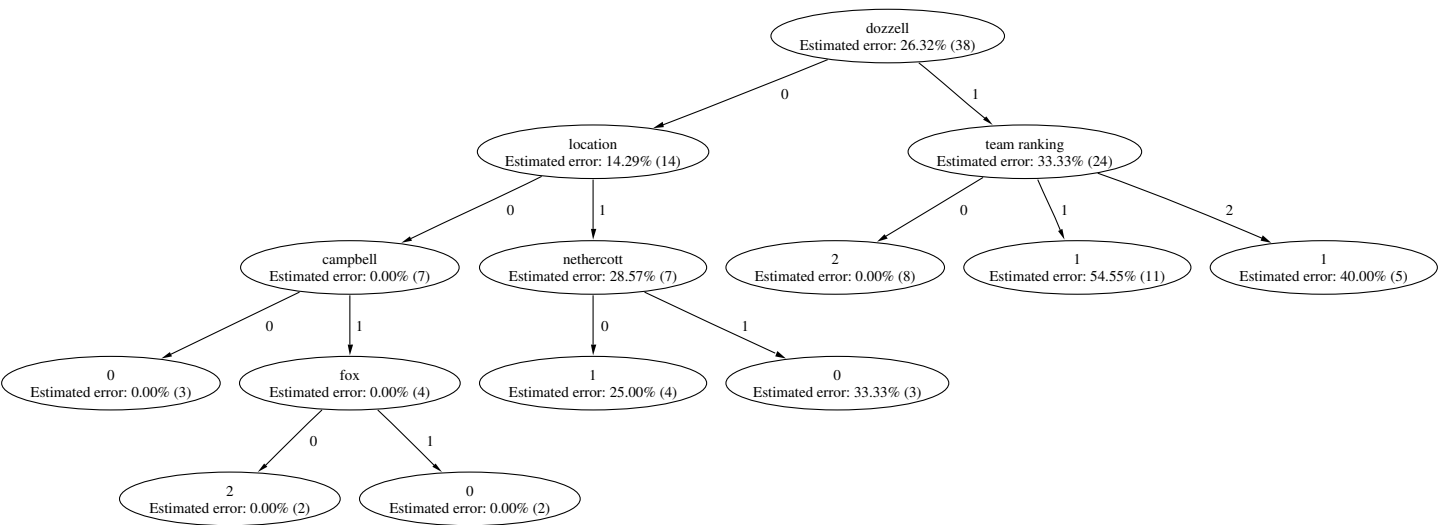 dozzell
Estimated error: 26.32% (38)
0
1
location
Estimated error: 14.29% (14)
team ranking
Estimated error: 33.33% (24)
0
1
0
1
2
campbell
Estimated error: 0.00% (7)
nethercott
Estimated error: 28.57% (7)
2
Estimated error: 0.00% (8)
1
Estimated error: 54.55% (11)
1
Estimated error: 40.00% (5)
0
1
0
1
0
Estimated error: 0.00% (3)
fox
Estimated error: 0.00% (4)
1
Estimated error: 25.00% (4)
0
Estimated error: 33.33% (3)
0
1
2
Estimated error: 0.00% (2)
0
Estimated error: 0.00% (2)